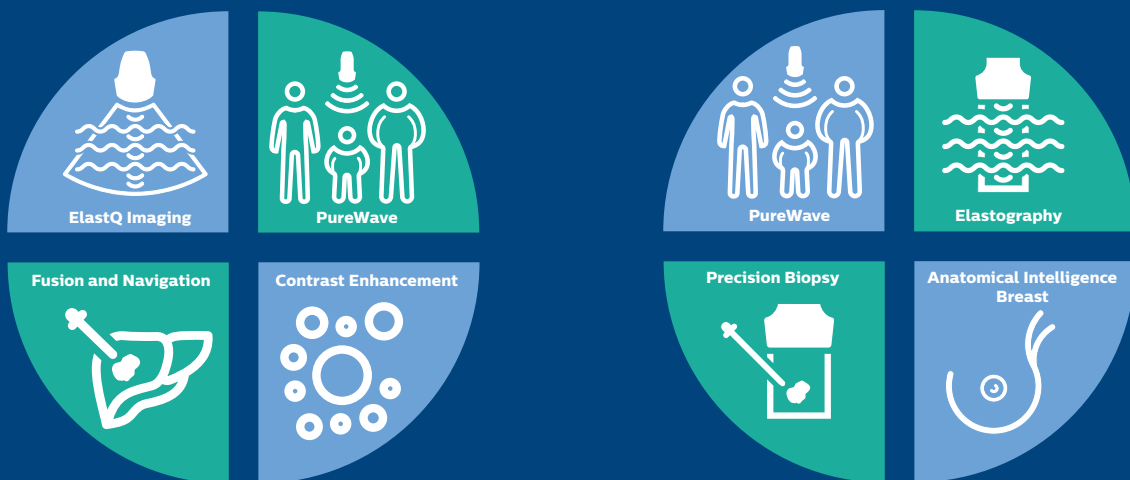 ElastQ Imaging
PureWave
Fusion and Navigation
Contrast Enhancement
PureWave
Elastography
Precision Biopsy
Anatomical Intelligence
Breast